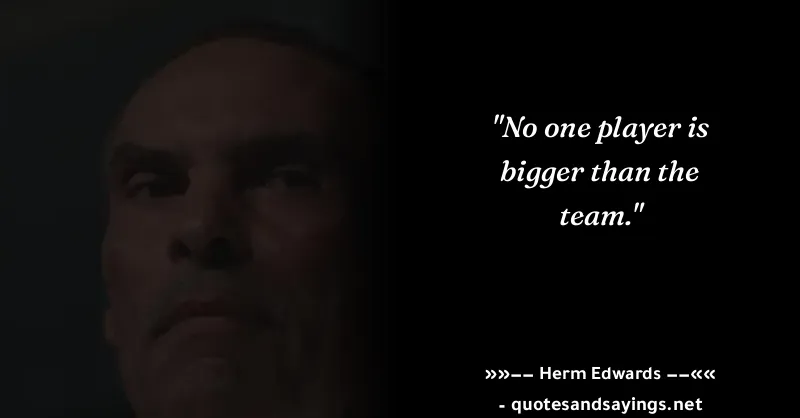 "No one player is
bigger than the
team."
»»−− Herm Edwards −−««
- quotesandsayings.net